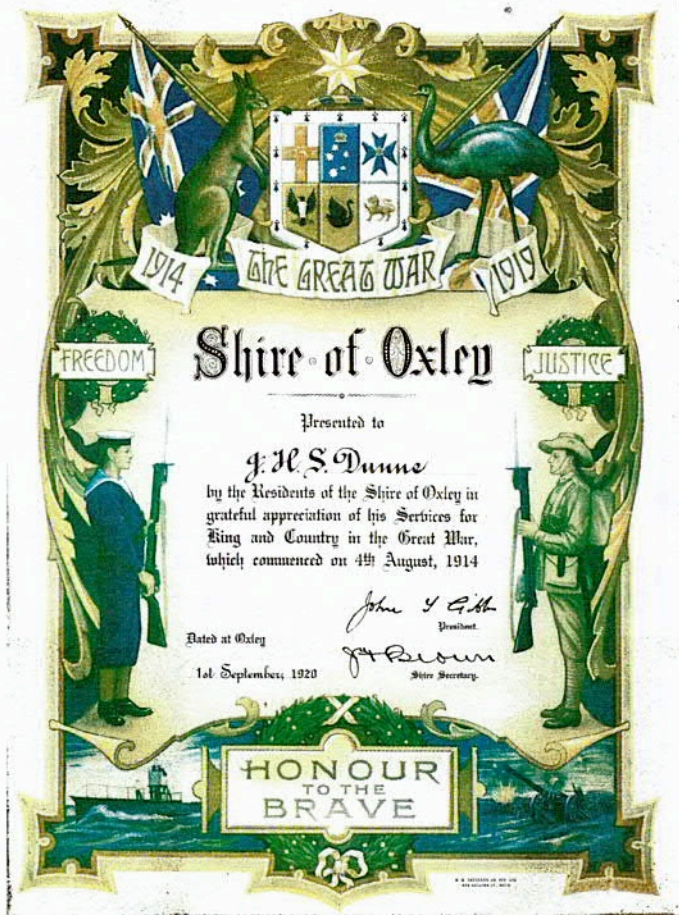 1914 THE GREAT WAR 1919
FREEDOM
JUSTICE
Shire of Oxley
Presented to
J. H. S. Dunne
by the Residents of the Shire of Oxley in
grateful appreciation of his Services for
King and Country in the Great War,
which commenced on 4th August, 1914
John Y Gibb
President.
Dated at Oxley
J F Brown
1st September, 1920
Shire Secretary.
HONOUR
TO THE
BRAVE